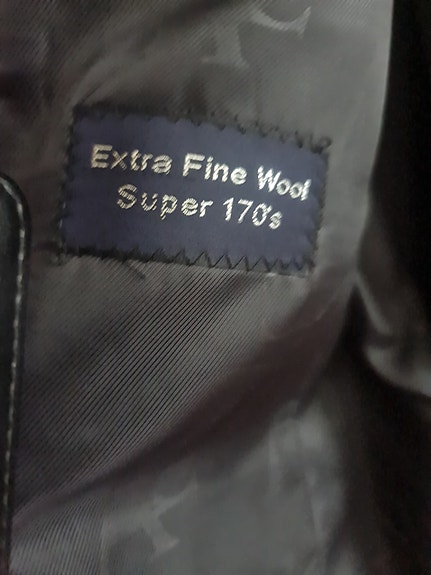 Extra Fine Wool
Super 170's